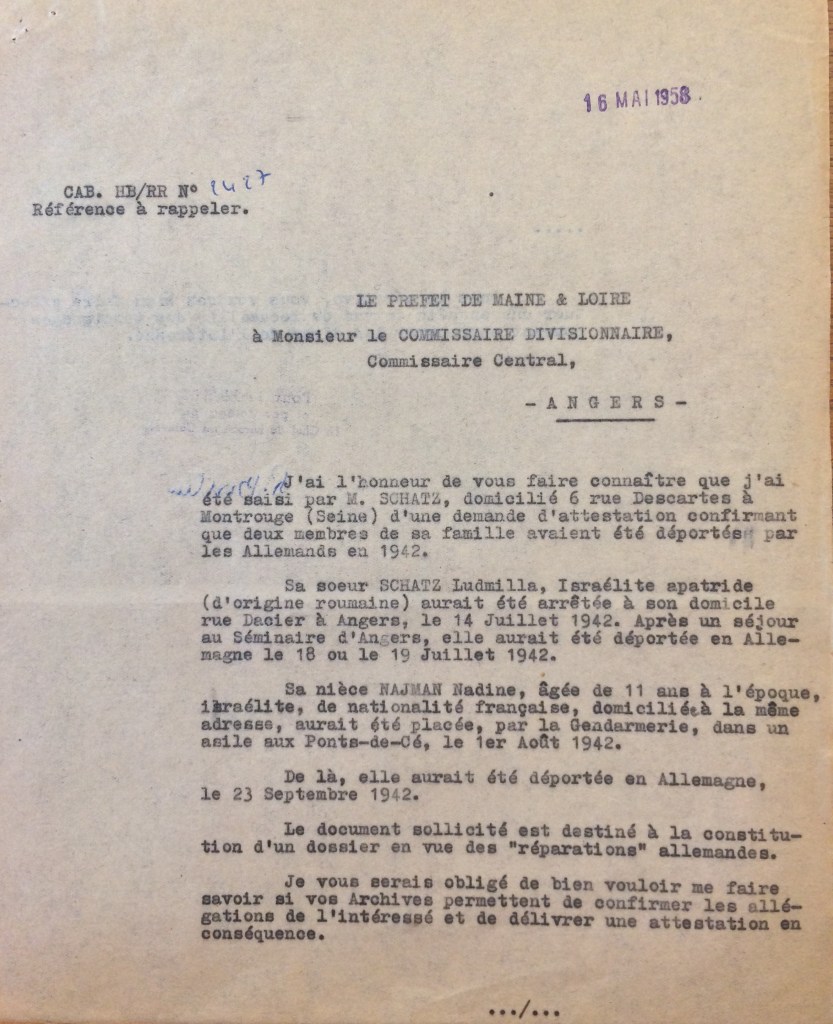 16 MAI 1958.
CAB. HB/RR N° 2427
Référence à rappeler.
LE PREFET DE MAINE & LOIRE
à Monsieur le COMMISSAIRE DIVISIONNAIRE,
Commissaire Central,
- A N G E R S -
J'ai l'honneur de vous faire connaître que j'ai
été saisi par M. SCHATZ, domicilié 6 rue Descartes à
Montrouge (Seine) d'une demande d'attestation confirmant
que deux membres de sa famille avaient été déportés par
les Allemands en 1942.
Sa soeur SCHATZ Ludmilla, Israélite apatride
(d'origine roumaine) aurait été arrêtée à son domicile
rue Dacier à Angers, le 14 Juillet 1942. Après un séjour
au Séminaire d'Angers, elle aurait été déportée en Alle-
magne le 18 ou le 19 Juillet 1942.
Sa nièce NAJMAN Nadine, âgée de 11 ans à l'époque,
israélite, de nationalité française, domiciliée à la même
adresse, aurait été placée, par la Gendarmerie, dans un
asile aux Ponts-de-Cé, le 1er Août 1942.
De là, elle aurait été déportée en Allemagne,
le 23 Septembre 1942.
Le document sollicité est destiné à la constitu-
tion d'un dossier en vue des "réparations" allemandes.
Je vous serais obligé de bien vouloir me faire
savoir si vos Archives permettent de confirmer les allé-
gations de l'intéressé et de délivrer une attestation en
conséquence.
.../...